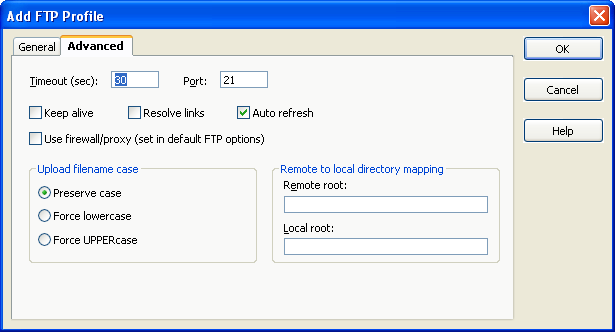 Add FTP Profile
General Advanced
OK
Timeout (sec): 30 Port: 21
Cancel
Keep alive Resolve links Auto refresh
Help
Use firewall/proxy (set in default FTP options)
Upload filename case
Preserve case
Force lowercase
Force UPPERcase
Remote to local directory mapping
Remote root:
Local root: